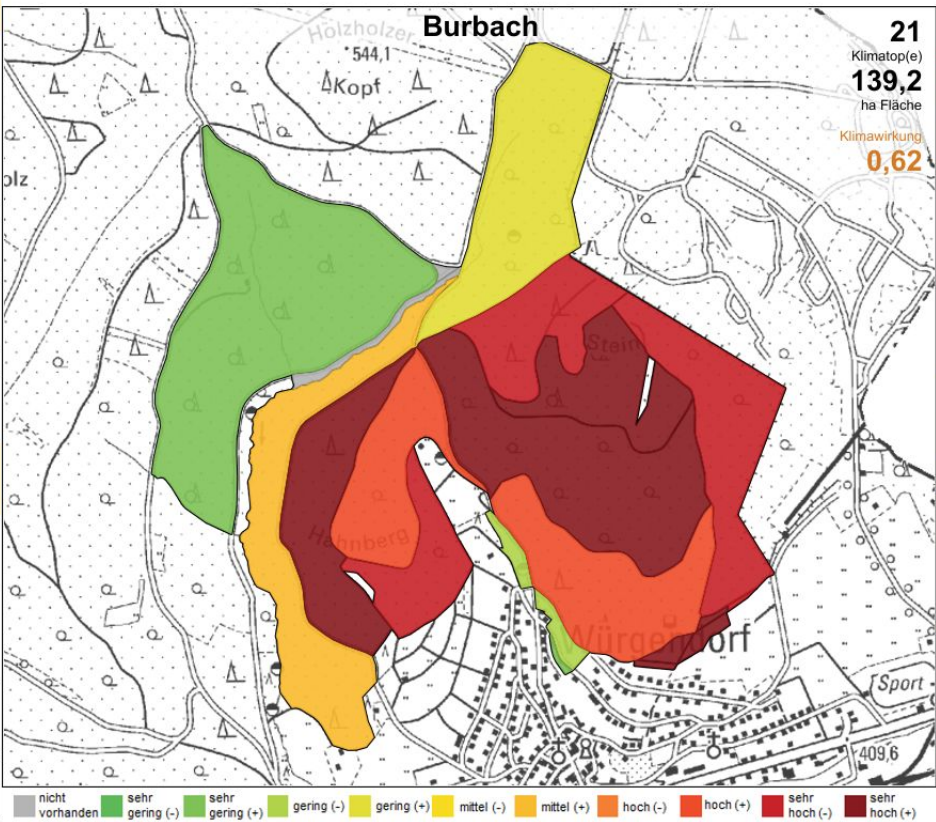 Burbach
21
Klimatop(e)
139,2
ha Fläche
Klimawirkung
0,62
Hölzholzer
544,1
Kopf
olz
Stein
Hahnberg
Würgendorf
Sport
409,6
nicht
vorhanden
sehr
gering (-)
sehr
gering (+)
gering (-)
gering (+)
mittel (-)
mittel (+)
hoch (-)
hoch (+)
sehr
hoch (-)
sehr
hoch (+)